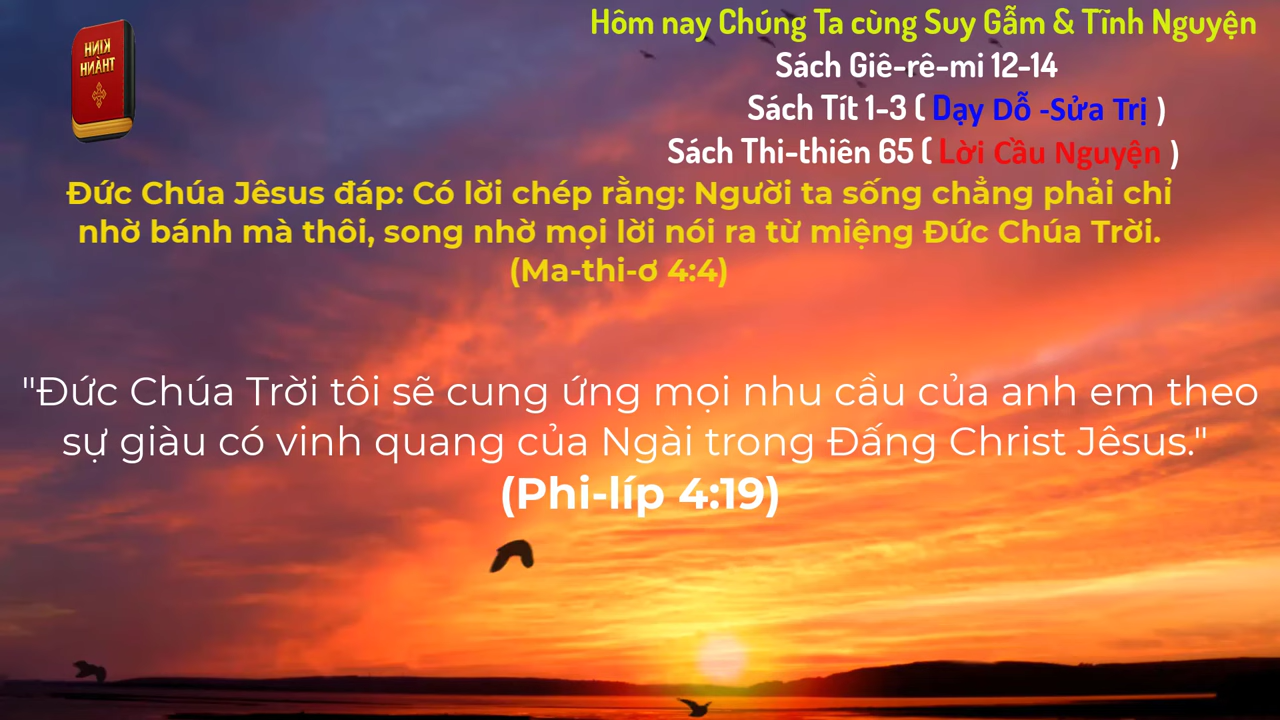 KINH
THÁNH
Hôm nay Chúng Ta cùng Suy Gẫm & Tĩnh Nguyện
Sách Giê-rê-mi 12-14
Sách Tít 1-3 ( Dạy Dỗ -Sửa Trị )
Sách Thi-thiên 65 ( Lời Cầu Nguyện )
Đức Chúa Jêsus đáp: Có lời chép rằng: Người ta sống chẳng phải chỉ
nhờ bánh mà thôi, song nhờ mọi lời nói ra từ miệng Đức Chúa Trời.
(Ma-thi-ơ 4:4)
"Đức Chúa Trời tôi sẽ cung ứng mọi nhu cầu của anh em theo
sự giàu có vinh quang của Ngài trong Đấng Christ Jêsus."
(Phi-líp 4:19)